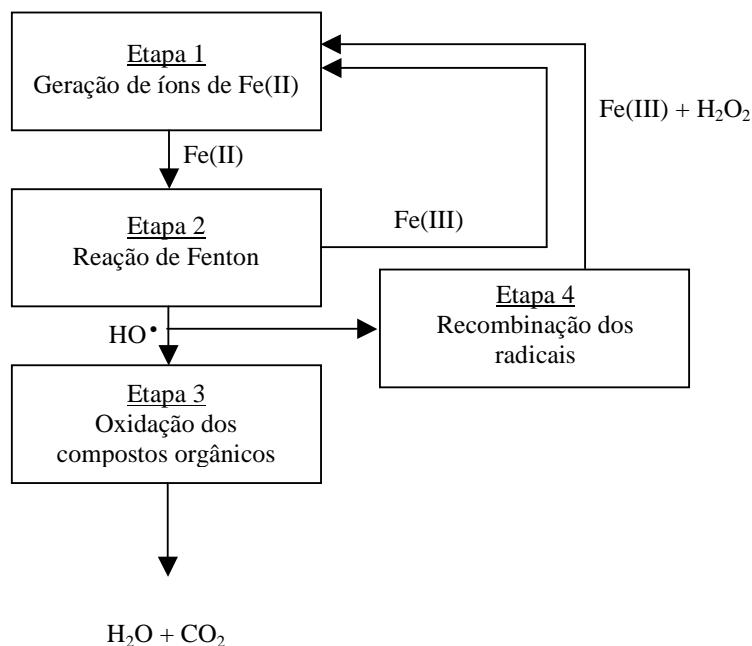 Etapa 1
Geração de íons de Fe(II)
Fe(II)
Fe(III) + H₂O₂
Etapa 2
Reação de Fenton
Fe(III)
HO•
Etapa 4
Recombinação dos
radicais
Etapa 3
Oxidação dos
compostos orgânicos
H₂O + CO₂